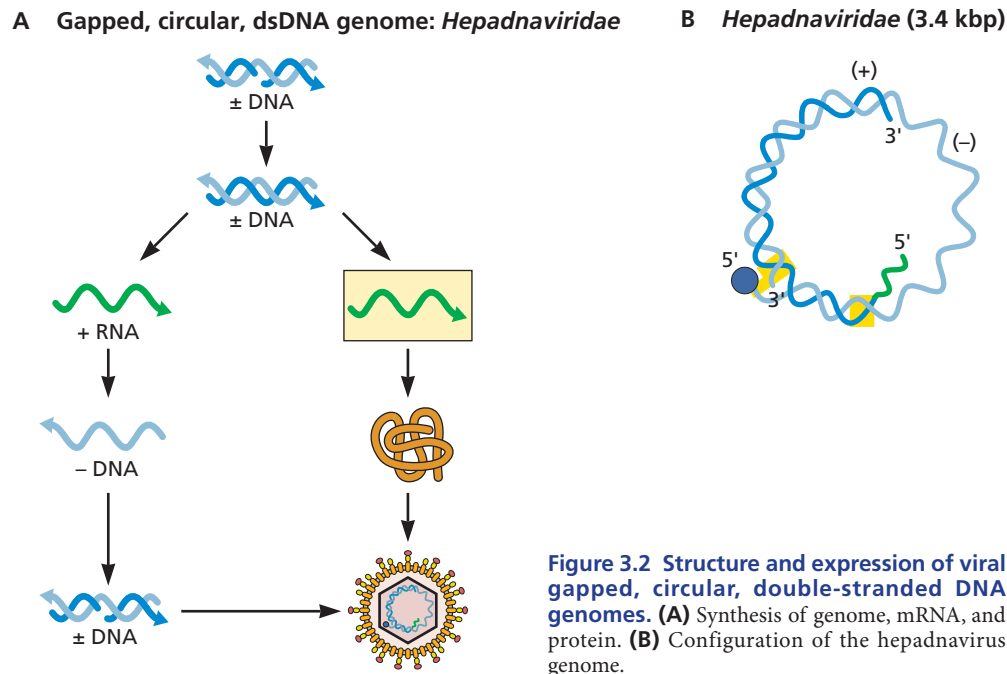 A Gapped, circular, dsDNA genome: Hepadnaviridae
± DNA
± DNA
+ RNA
– DNA
± DNA
B Hepadnaviridae (3.4 kbp)
(+)
3'
(–)
5'
5'
3'
Figure 3.2 Structure and expression of viral
gapped, circular, double-stranded DNA
genomes. (A) Synthesis of genome, mRNA, and
protein. (B) Configuration of the hepadnavirus
genome.